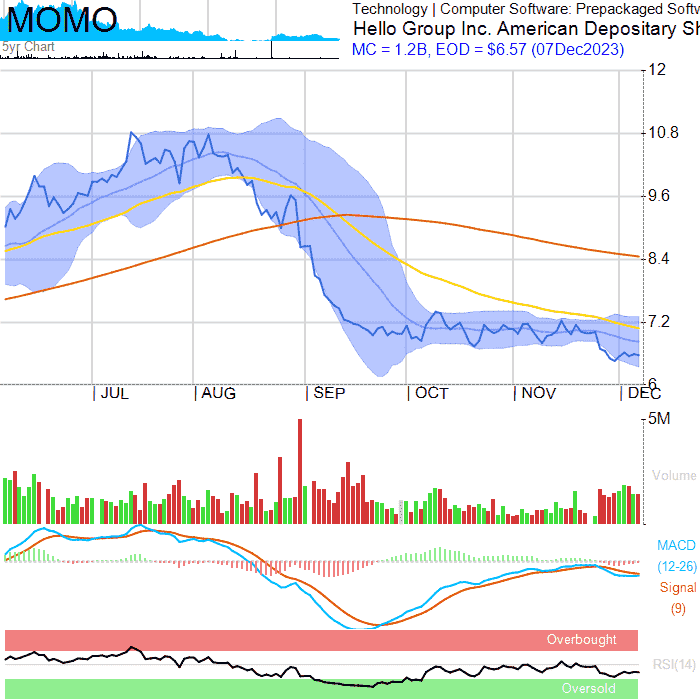 MOMO
5yr Chart
Technology | Computer Software: Prepackaged Softw
Hello Group Inc. American Depositary Sh
MC = 1.2B, EOD = $6.57 (07Dec2023)
12
10.8
9.6
8.4
7.2
6
JUL
AUG
SEP
OCT
NOV
DEC
5M
Volume
MACD
(12-26)
Signal
(9)
Overbought
RSI(14)
Oversold